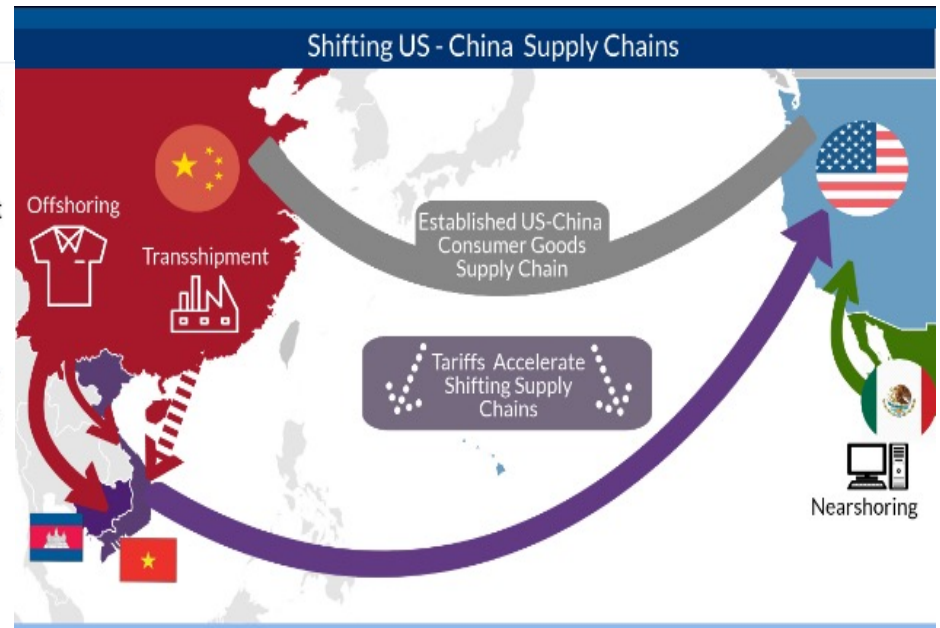 Shifting US - China Supply Chains
Offshoring
Transshipment
Established US-China
Consumer Goods
Supply Chain
Tariffs Accelerate
Shifting Supply
Chains
Nearshoring